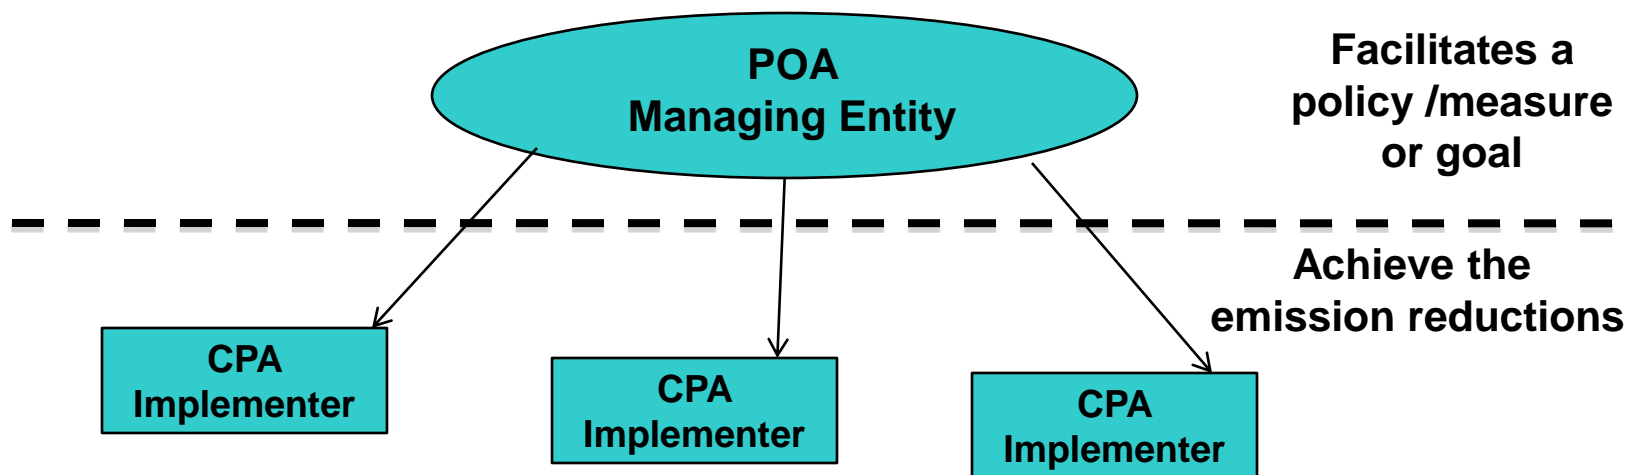 POA
Managing Entity
Facilitates a
policy /measure
or goal
Achieve the
emission reductions
CPA
Implementer
CPA
Implementer
CPA
Implementer